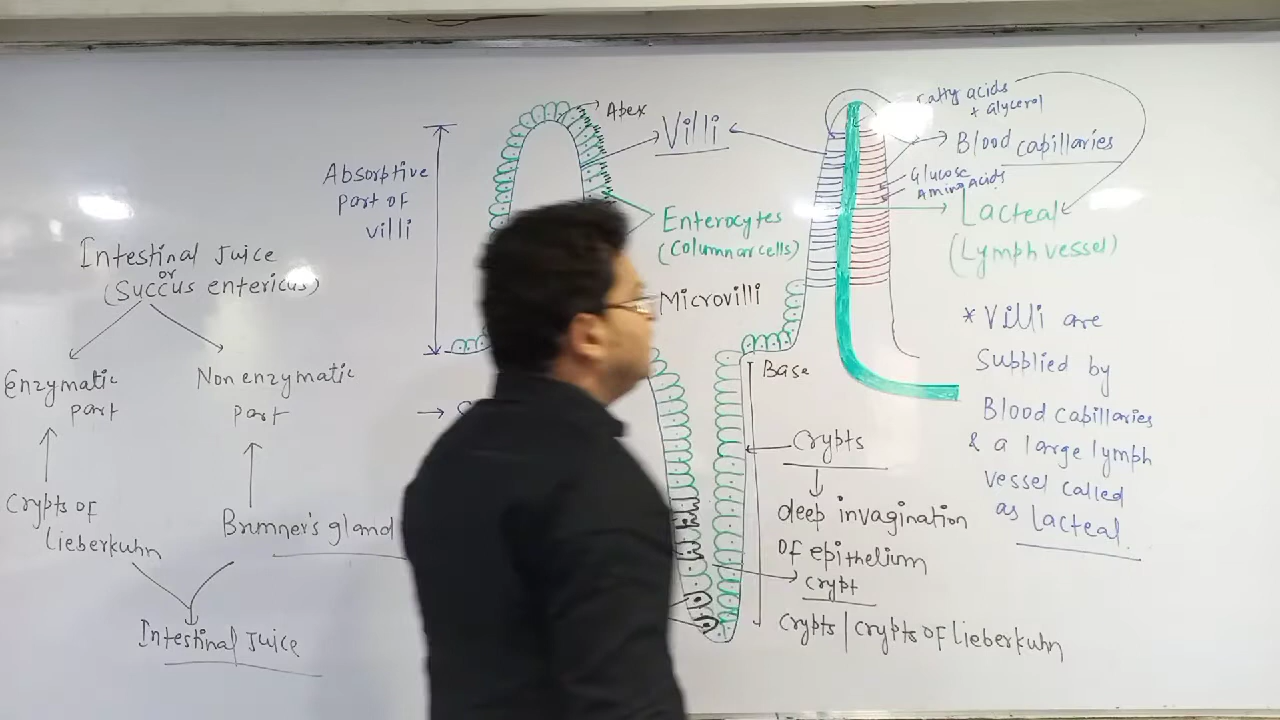 Intestinal Juice
or
(Succus entericus)
Enzymatic
part
Non enzymatic
part
Crypts of
Lieberkuhn
Brunner's gland
Intestinal Juice
Absorptive
part of
villi
Apex
Villi
Enterocytes
(Columnar cells)
Microvilli
Base
Crypts
deep invagination
of epithelium
Crypt
Crypts | Crypts of Lieberkuhn
Fatty acids
+ Glycerol
Blood capillaries
Glucose
Amino acids
Lacteal
(Lymph vessel)
* Villi are
Supplied by
Blood capillaries
& a large lymph
vessel called
as Lacteal.